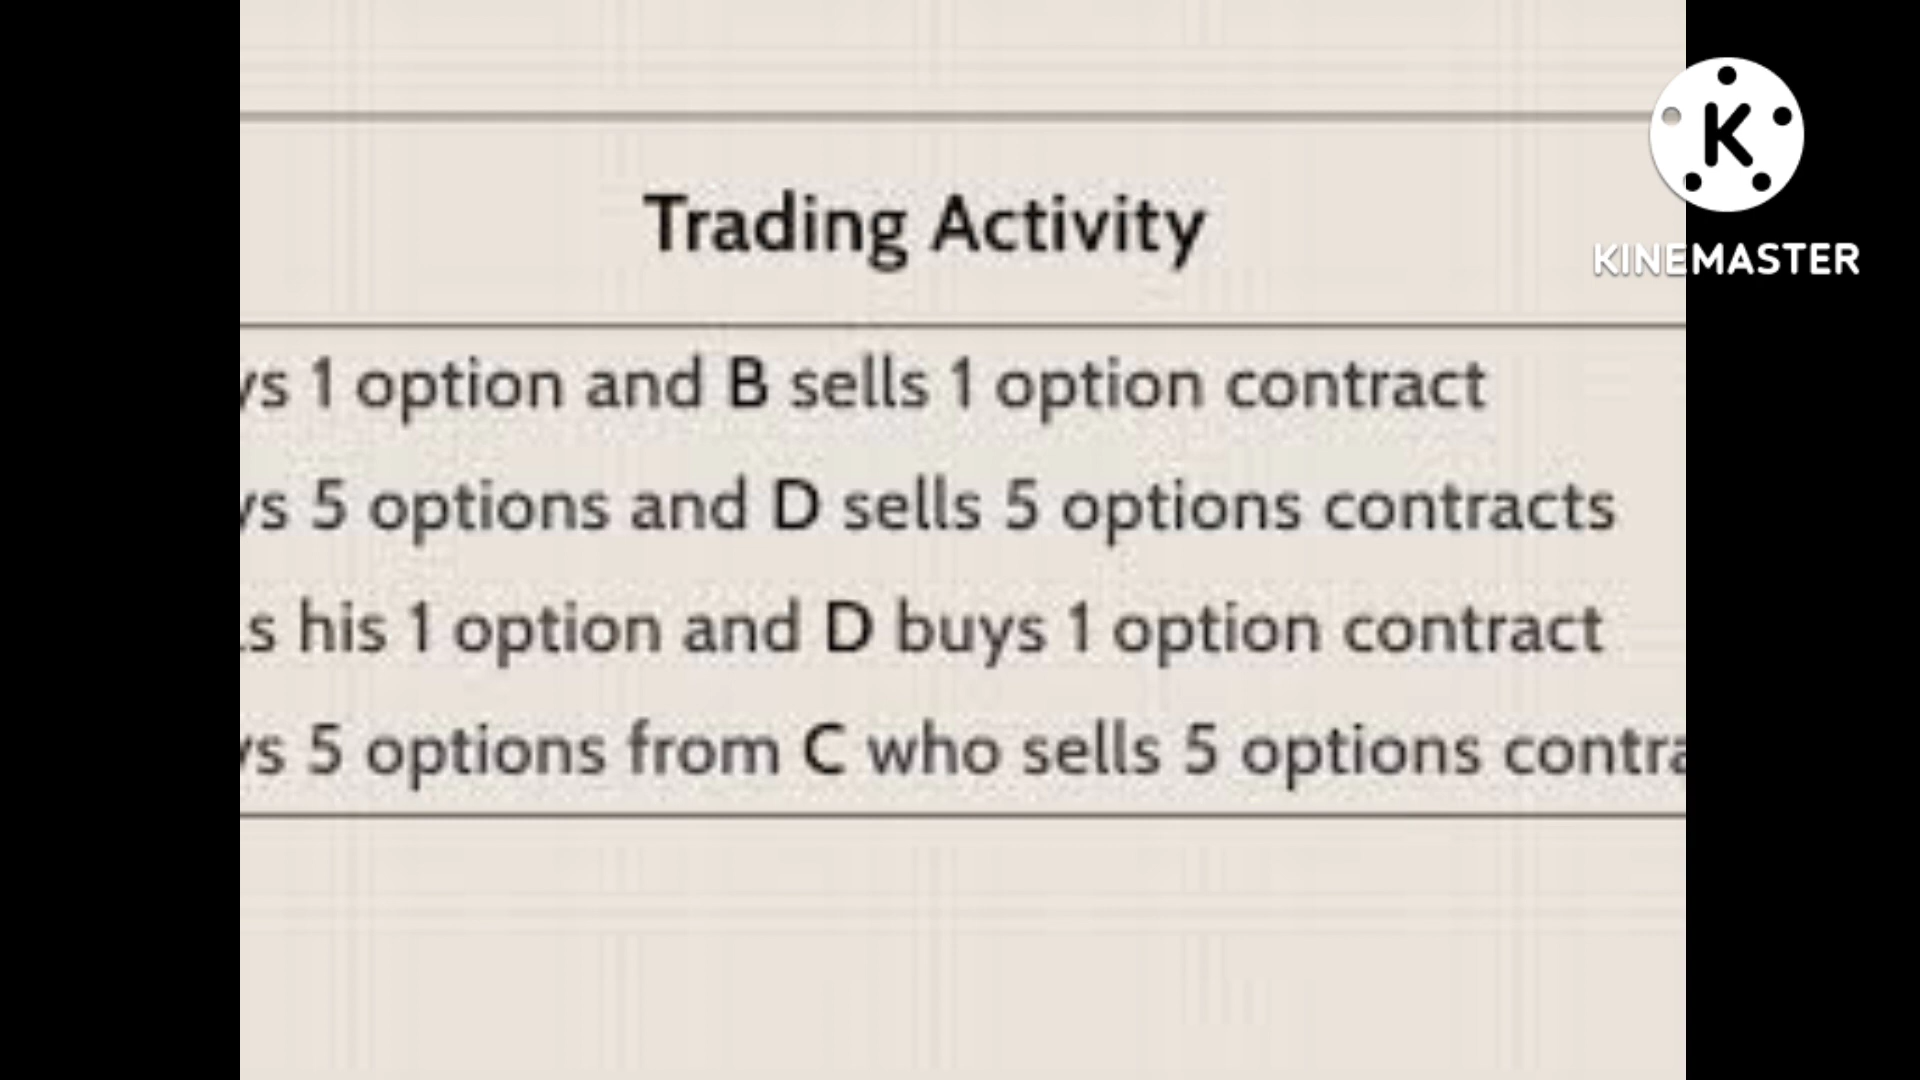 Trading Activity
K
KINEMASTER
ys 1 option and B sells 1 option contract
ys 5 options and D sells 5 options contracts
ls his 1 option and D buys 1 option contract
ys 5 options from C who sells 5 options contra